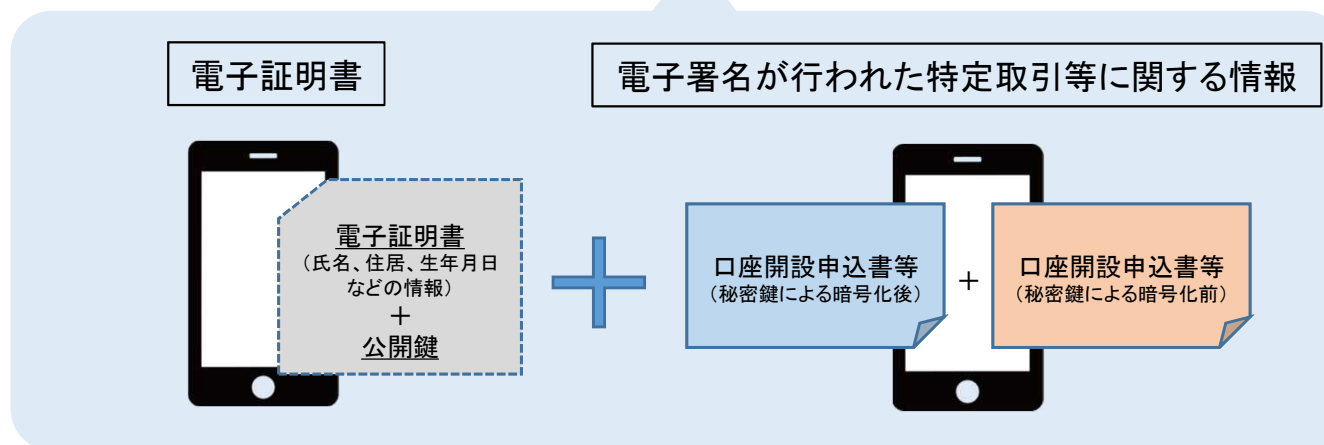 電子証明書
電子署名が行われた特定取引等に関する情報
電子証明書
（氏名、住居、生年月日
などの情報）
＋
公開鍵
口座開設申込書等
（秘密鍵による暗号化後）
＋
口座開設申込書等
（秘密鍵による暗号化前）